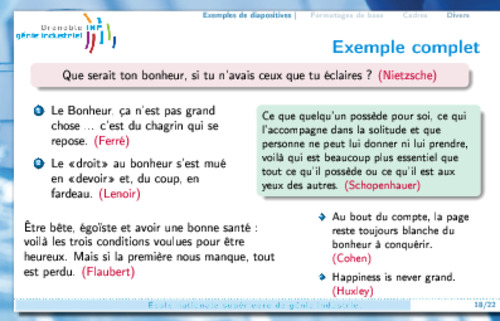 Exemples de diapositives | Formatages de base Cadres Divers
Grenoble INP
génie industriel
Exemple complet
Que serait ton bonheur, si tu n'avais ceux que tu éclaires ? (Nietzsche)
1 Le Bonheur, ça n'est pas grand
chose ... c'est du chagrin qui se
repose. (Ferré)
2 Le «droit» au bonheur s'est mué
en «devoir» et, du coup, en
fardeau. (Lenoir)
Ce que quelqu'un possède pour soi, ce qui
l'accompagne dans la solitude et que
personne ne peut lui donner ni lui prendre,
voilà qui est beaucoup plus essentiel que
tout ce qu'il possède ou ce qu'il est aux
yeux des autres. (Schopenhauer)
Être bête, égoïste et avoir une bonne santé :
voilà les trois conditions voulues pour être
heureux. Mais si la première nous manque, tout
est perdu. (Flaubert)
Au bout du compte, la page
reste toujours blanche du
bonheur à conquérir.
(Cohen)
Happiness is never grand.
(Huxley)
École nationale supérieure de génie industriel
18/22